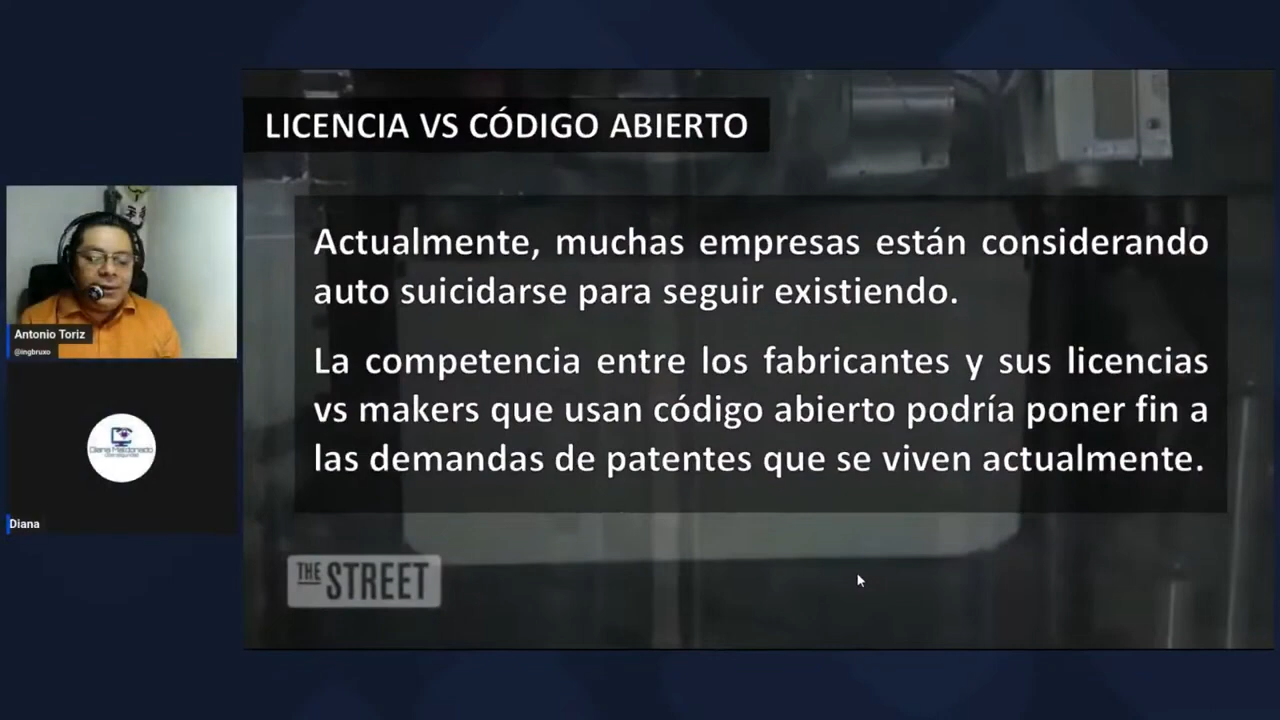 LICENCIA VS CÓDIGO ABIERTO
Actualmente, muchas empresas están considerando
auto suicidarse para seguir existiendo.
La competencia entre los fabricantes y sus licencias
vs makers que usan código abierto podría poner fin a
las demandas de patentes que se viven actualmente.
THE STREET
Antonio Toriz
@ingbruxo
Diana Maldonado
Diana